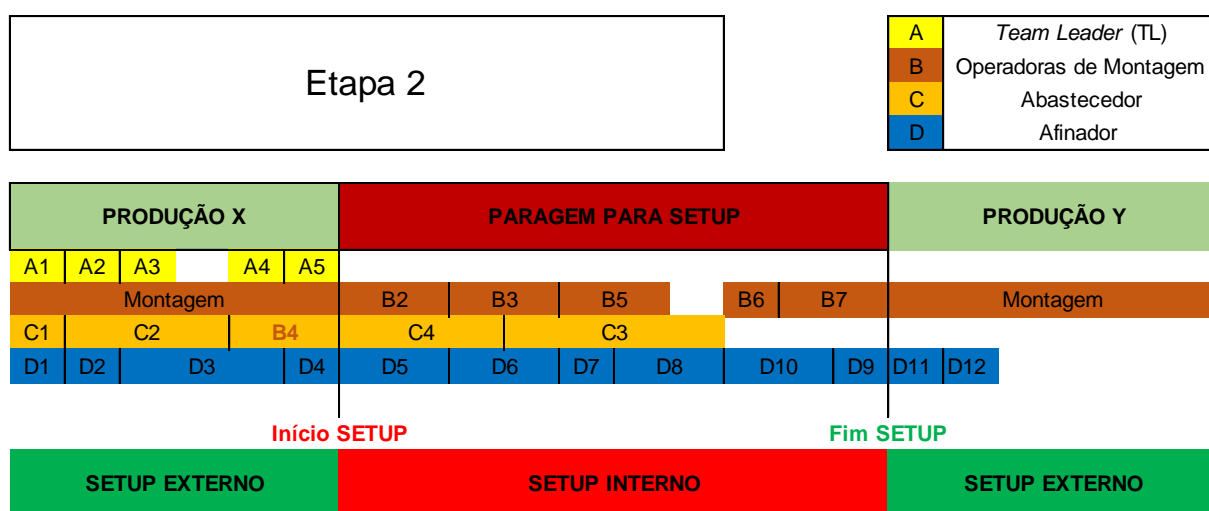 Etapa 2
A Team Leader (TL)
B Operadoras de Montagem
C Abastecedor
D Afinador
PRODUÇÃO X PARAGEM PARA SETUP PRODUÇÃO Y
A1 A2 A3 A4 A5
Montagem B2 B3 B5 B6 B7 Montagem
C1 C2 B4 C4 C3
D1 D2 D3 D4 D5 D6 D7 D8 D10 D9 D11 D12
Início SETUP Fim SETUP
SETUP EXTERNO SETUP INTERNO SETUP EXTERNO